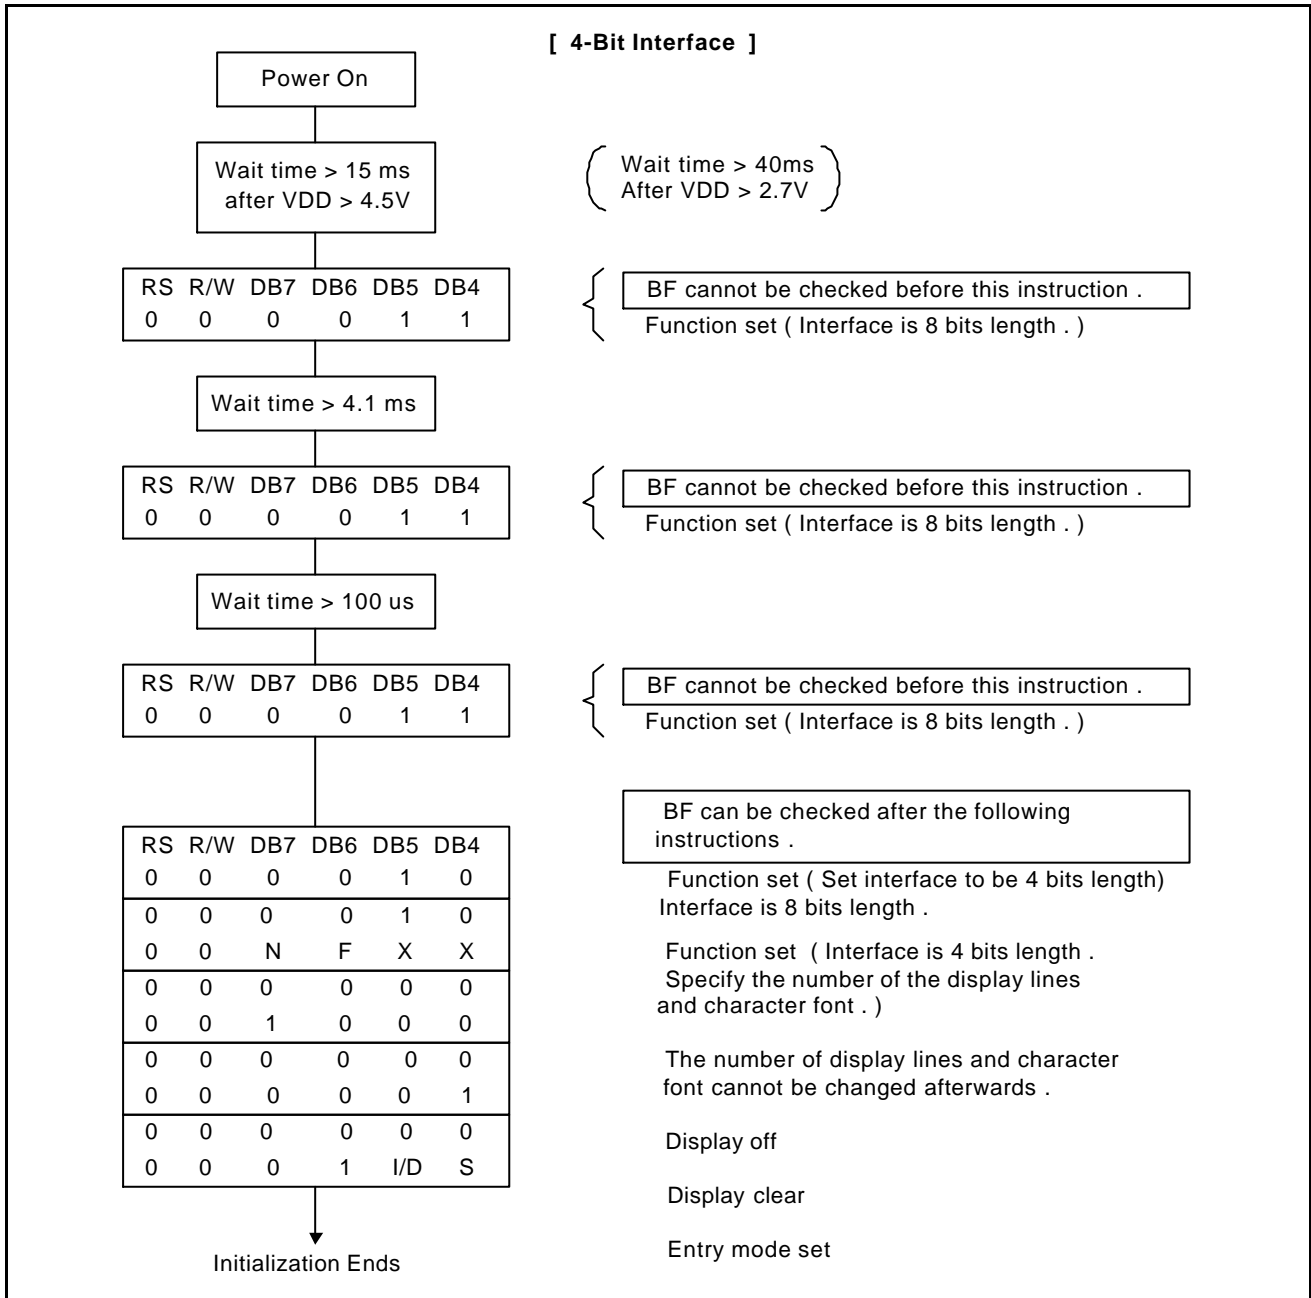 [ 4-Bit Interface ]
Power On
Wait time > 15 ms
after VDD > 4.5V
Wait time > 40ms
After VDD > 2.7V
RS R/W DB7 DB6 DB5 DB4
0 0 0 0 1 1
BF cannot be checked before this instruction .
Function set ( Interface is 8 bits length . )
Wait time > 4.1 ms
RS R/W DB7 DB6 DB5 DB4
0 0 0 0 1 1
BF cannot be checked before this instruction .
Function set ( Interface is 8 bits length . )
Wait time > 100 us
RS R/W DB7 DB6 DB5 DB4
0 0 0 0 1 1
BF cannot be checked before this instruction .
Function set ( Interface is 8 bits length . )
RS R/W DB7 DB6 DB5 DB4
0 0 0 0 1 0
0 0 0 0 1 0
0 0 N F X X
0 0 0 0 0 0
0 0 1 0 0 0
0 0 0 0 0 0
0 0 0 0 0 1
0 0 0 0 0 0
0 0 0 1 I/D S
BF can be checked after the following
instructions .
Function set ( Set interface to be 4 bits length)
Interface is 8 bits length .
Function set ( Interface is 4 bits length .
Specify the number of the display lines
and character font . )
The number of display lines and character
font cannot be changed afterwards .
Display off
Display clear
Entry mode set
Initialization Ends